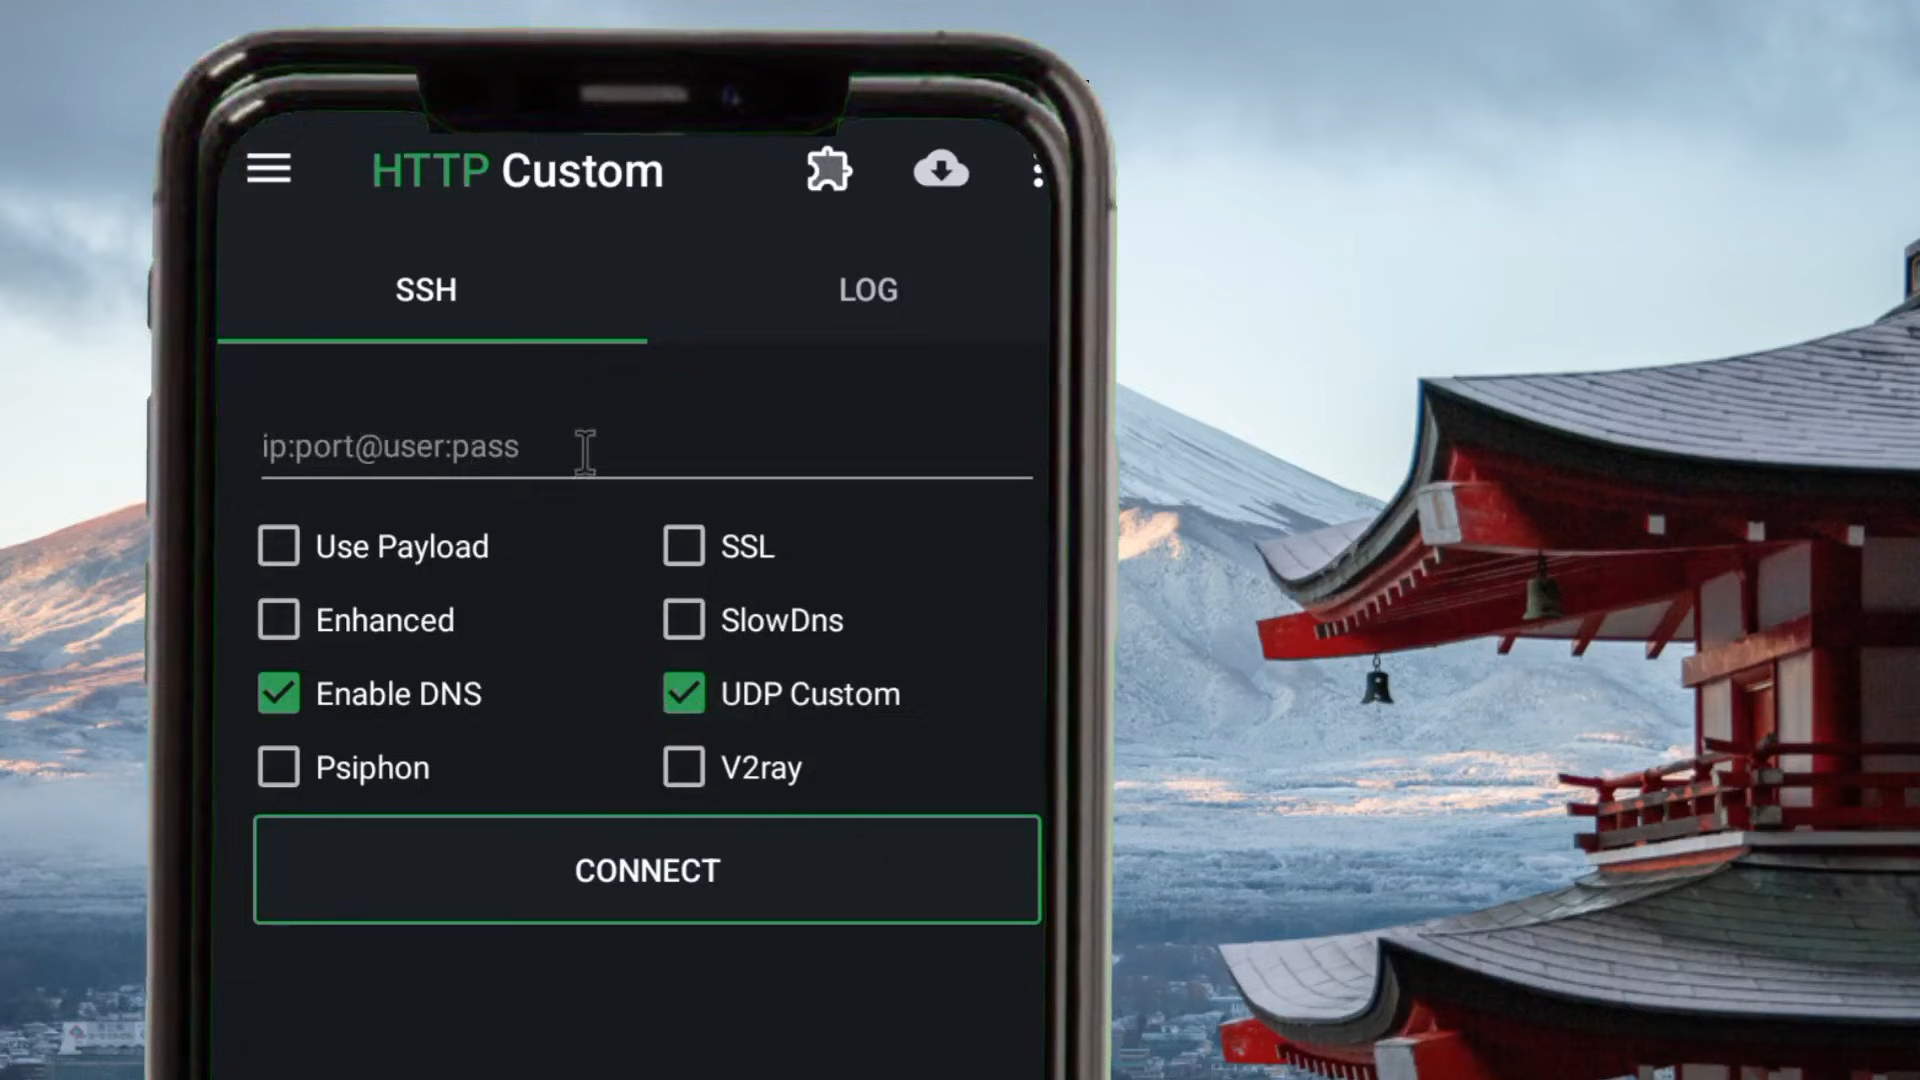 HTTP Custom
SSH
LOG
ip:port@user:pass
Use Payload
SSL
Enhanced
SlowDns
Enable DNS
UDP Custom
Psiphon
V2ray
CONNECT